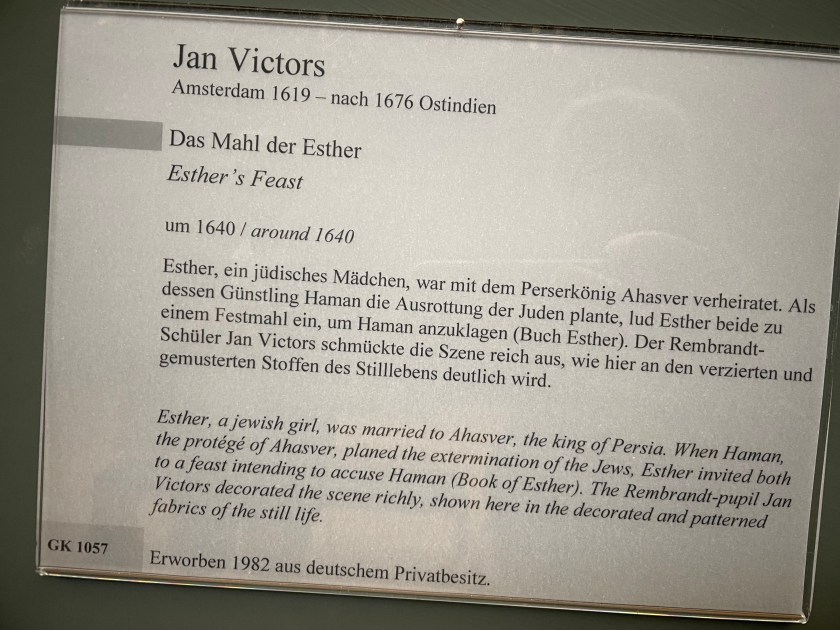 Jan Victors
Amsterdam 1619 – nach 1676 Ostindien
Das Mahl der Esther
Esther's Feast
um 1640 / around 1640
Esther, ein jüdisches Mädchen, war mit dem Perserkönig Ahasver verheiratet. Als
dessen Günstling Haman die Ausrottung der Juden plante, lud Esther beide zu
einem Festmahl ein, um Haman anzuklagen (Buch Esther). Der Rembrandt-
Schüler Jan Victors schmückte die Szene reich aus, wie hier an den verzierten und
gemusterten Stoffen des Stilllebens deutlich wird.
Esther, a jewish girl, was married to Ahasver, the king of Persia. When Haman,
the protégé of Ahasver, planed the extermination of the Jews, Esther invited both
to a feast intending to accuse Haman (Book of Esther). The Rembrandt-pupil Jan
Victors decorated the scene richly, shown here in the decorated and patterned
fabrics of the still life.
GK 1057
Erworben 1982 aus deutschem Privatbesitz.